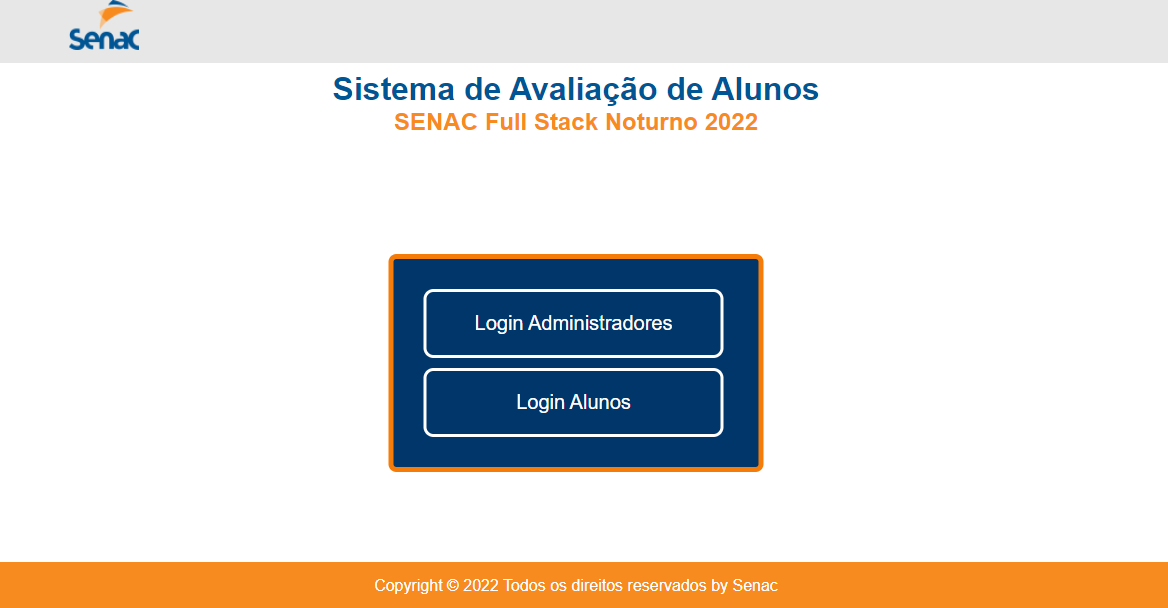 Senac
Sistema de Avaliação de Alunos
SENAC Full Stack Noturno 2022
Login Administradores
Login Alunos
Copyright © 2022 Todos os direitos reservados by Senac